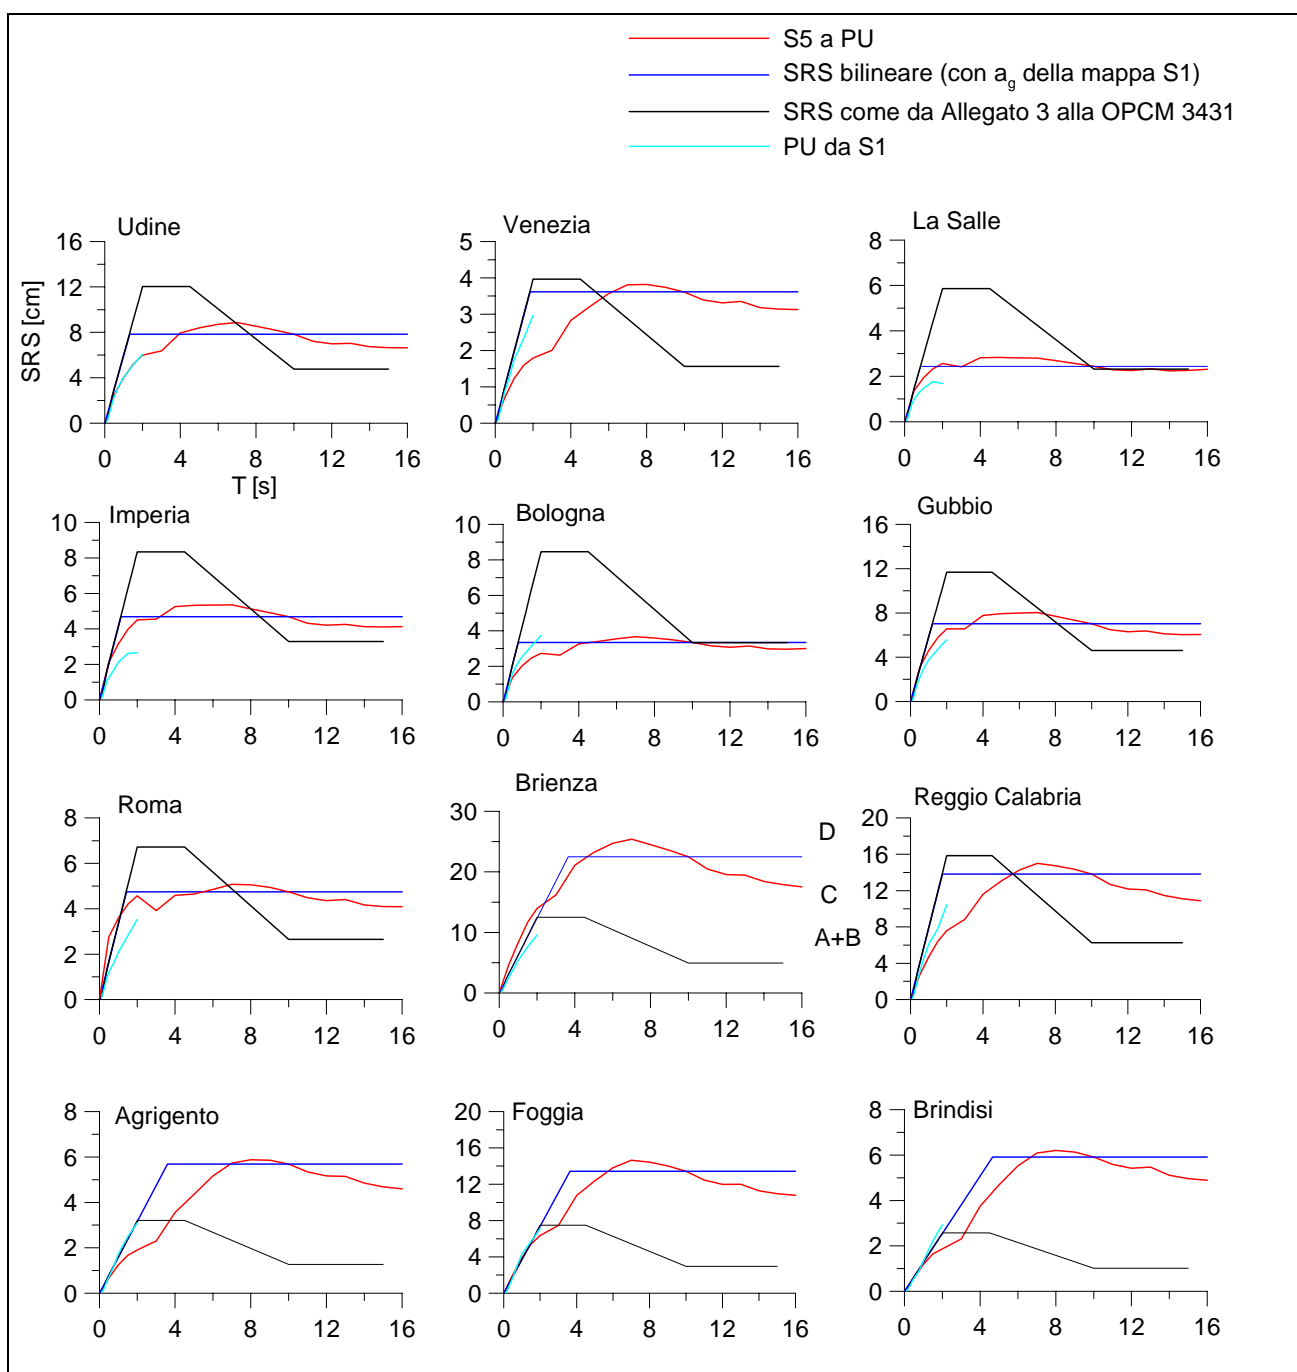 S5 a PU
SRS bilineare (con ag della mappa S1)
SRS come da Allegato 3 alla OPCM 3431
PU da S1
Udine
SRS [cm]
16
12
8
4
0
0 4 8 12 16
T [s]
Venezia
5
4
3
2
1
0
0 4 8 12 16
La Salle
8
6
4
2
0
0 4 8 12 16
Imperia
10
8
6
4
2
0
0 4 8 12 16
Bologna
10
8
6
4
2
0
0 4 8 12 16
Gubbio
16
12
8
4
0
0 4 8 12 16
Roma
8
6
4
2
0
0 4 8 12 16
Brienza
30
20
10
0
0 4 8 12 16
D
C
A+B
Reggio Calabria
20
16
12
8
4
0
0 4 8 12 16
Agrigento
8
6
4
2
0
0 4 8 12 16
Foggia
20
16
12
8
4
0
0 4 8 12 16
Brindisi
8
6
4
2
0
0 4 8 12 16